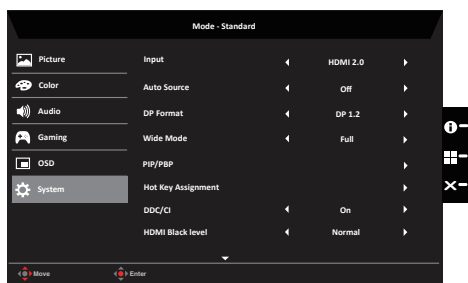 Mode - Standard
Picture
Color
Audio
Gaming
OSD
System
Input HDMI 2.0
Auto Source Off
DP Format DP 1.2
Wide Mode Full
PIP/PBP
Hot Key Assignment
DDC/CI On
HDMI Black level Normal
Move Enter